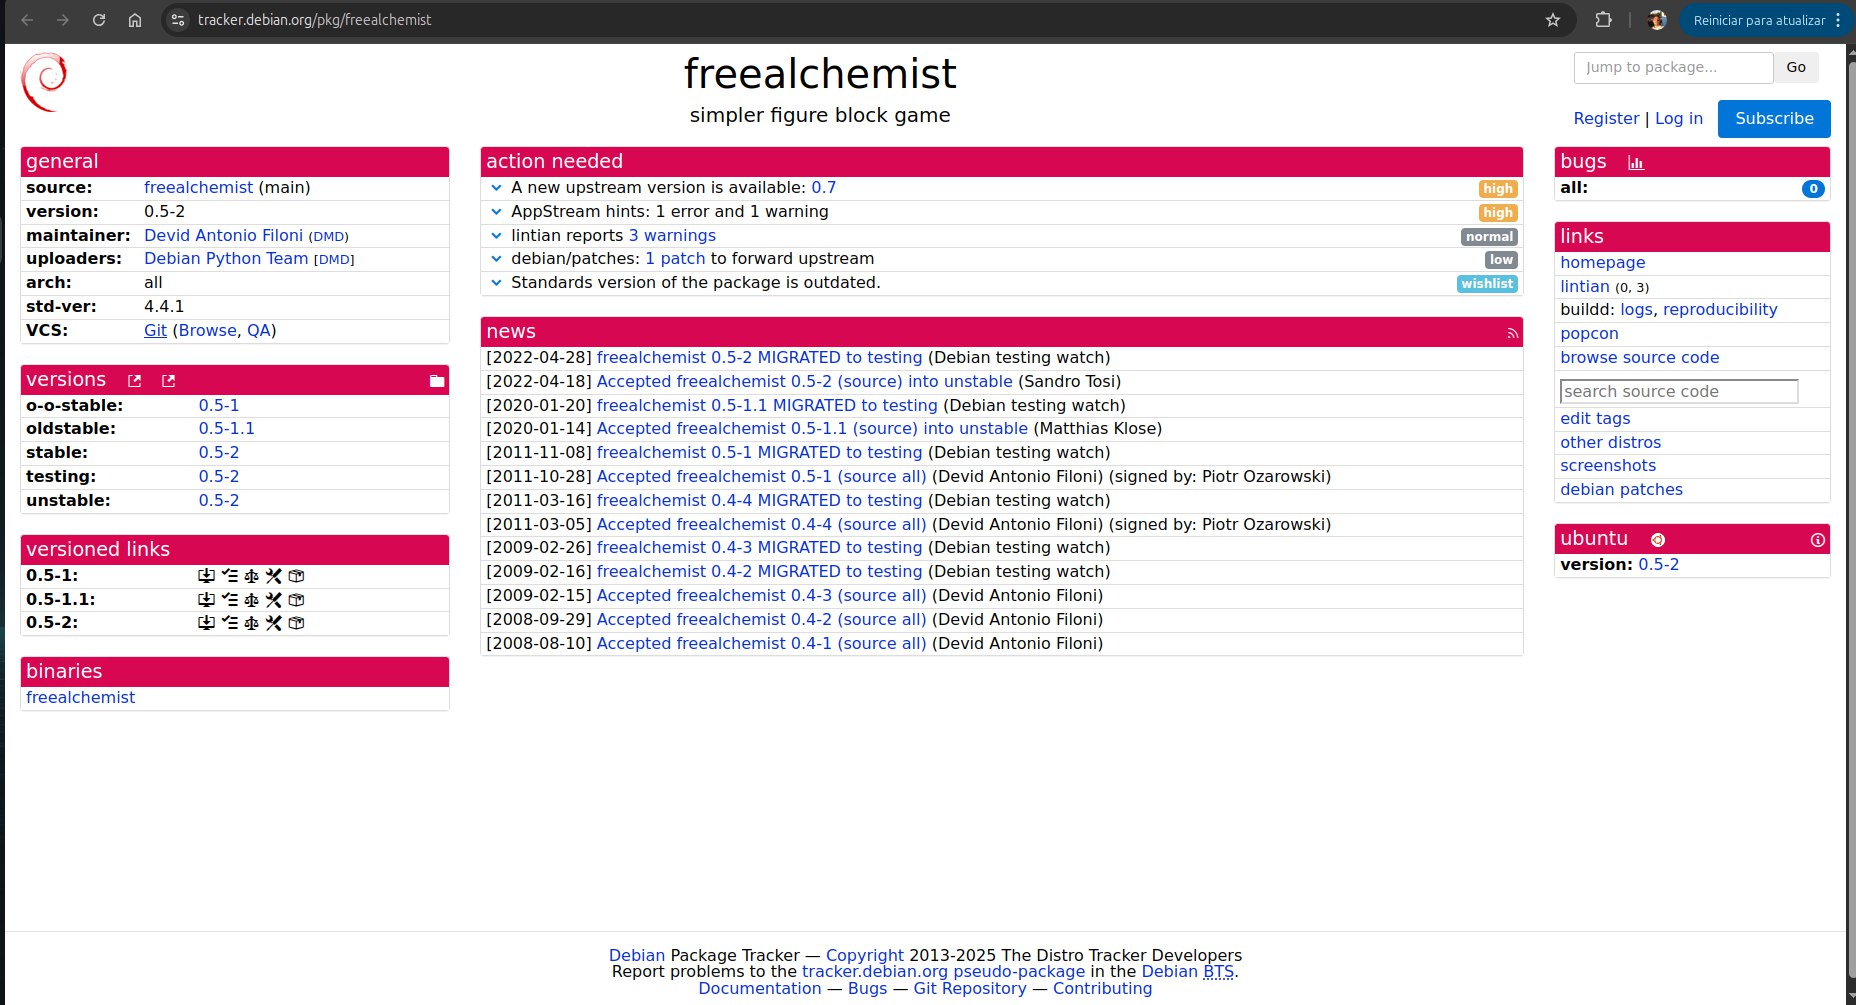 tracker.debian.org/pkg/freealchemist
Reiniciar para atualizar
freealchemist
simpler figure block game
Jump to package...
Go
Register | Log in
Subscribe
general
source: freealchemist (main)
version: 0.5-2
maintainer: Devid Antonio Filoni (DMD)
uploaders: Debian Python Team [DMD]
arch: all
std-ver: 4.4.1
VCS: Git (Browse, QA)
versions
o-o-stable: 0.5-1
oldstable: 0.5-1.1
stable: 0.5-2
testing: 0.5-2
unstable: 0.5-2
versioned links
0.5-1:
0.5-1.1:
0.5-2:
binaries
freealchemist
action needed
A new upstream version is available: 0.7 high
AppStream hints: 1 error and 1 warning high
lintian reports 3 warnings normal
debian/patches: 1 patch to forward upstream low
Standards version of the package is outdated. wishlist
news
[2022-04-28] freealchemist 0.5-2 MIGRATED to testing (Debian testing watch)
[2022-04-18] Accepted freealchemist 0.5-2 (source) into unstable (Sandro Tosi)
[2020-01-20] freealchemist 0.5-1.1 MIGRATED to testing (Debian testing watch)
[2020-01-14] Accepted freealchemist 0.5-1.1 (source) into unstable (Matthias Klose)
[2011-11-08] freealchemist 0.5-1 MIGRATED to testing (Debian testing watch)
[2011-10-28] Accepted freealchemist 0.5-1 (source all) (Devid Antonio Filoni) (signed by: Piotr Ozarowski)
[2011-03-16] freealchemist 0.4-4 MIGRATED to testing (Debian testing watch)
[2011-03-05] Accepted freealchemist 0.4-4 (source all) (Devid Antonio Filoni) (signed by: Piotr Ozarowski)
[2009-02-26] freealchemist 0.4-3 MIGRATED to testing (Debian testing watch)
[2009-02-16] freealchemist 0.4-2 MIGRATED to testing (Debian testing watch)
[2009-02-15] Accepted freealchemist 0.4-3 (source all) (Devid Antonio Filoni)
[2008-09-29] Accepted freealchemist 0.4-2 (source all) (Devid Antonio Filoni)
[2008-08-10] Accepted freealchemist 0.4-1 (source all) (Devid Antonio Filoni)
bugs
all: 0
links
homepage
lintian (0, 3)
buildd: logs, reproducibility
popcon
browse source code
search source code
edit tags
other distros
screenshots
debian patches
ubuntu
version: 0.5-2
Debian Package Tracker — Copyright 2013-2025 The Distro Tracker Developers
Report problems to the tracker.debian.org pseudo-package in the Debian BTS.
Documentation — Bugs — Git Repository — Contributing